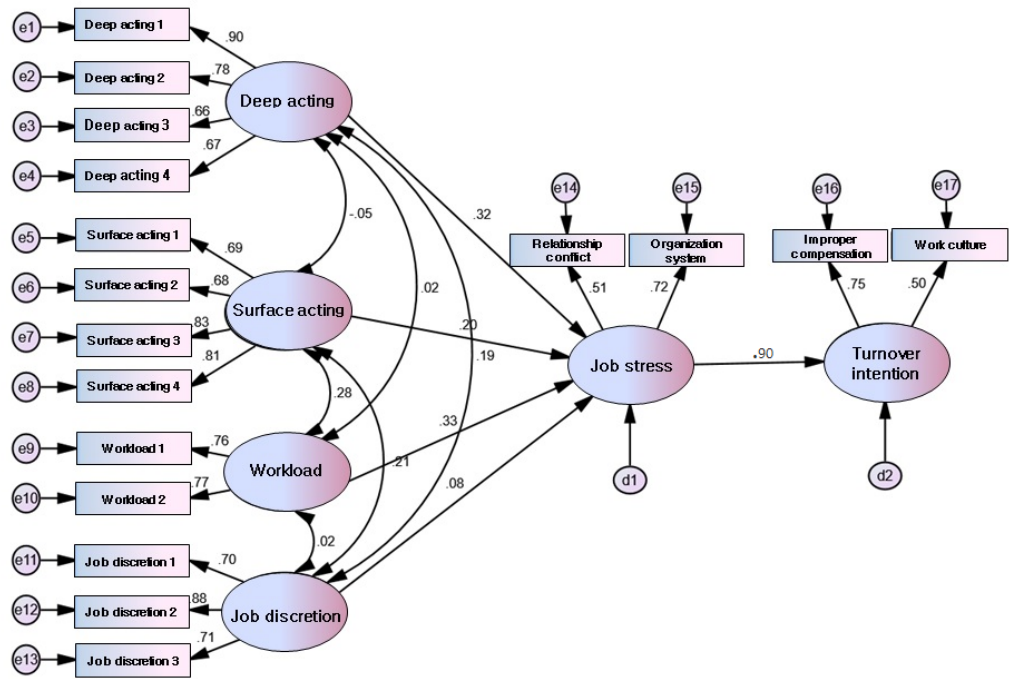 e1
Deep acting 1
.90
e2
Deep acting 2
.78
Deep acting
e3
Deep acting 3
.66
e4
Deep acting 4
.67
e5
Surface acting 1
.69
-.05
.32
e14
e15
e16
e17
Relationship
conflict
Organization
system
Improper
compensation
Work culture
e6
Surface acting 2
.68
.02
.51
.72
.75
.50
Surface acting
e7
Surface acting 3
.83
.20
.19
e8
Surface acting 4
.81
Job stress
.90
Turnover
intention
.28
.33
e9
Workload 1
.76
Workload
.21
d1
d2
e10
Workload 2
.77
.08
.02
e11
Job discretion 1
.70
e12
Job discretion 2
.88
Job discretion
e13
Job discretion 3
.71